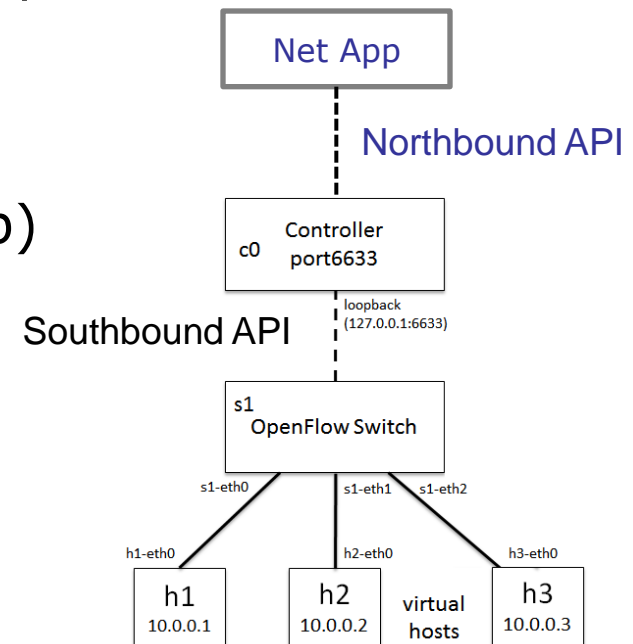 Net App
Northbound API
Controller
c0
port6633
loopback
(127.0.0.1:6633)
Southbound API
s1
OpenFlow Switch
s1-eth0
s1-eth1
s1-eth2
h1-eth0
h2-eth0
h3-eth0
h1
10.0.0.1
h2
10.0.0.2
virtual
hosts
h3
10.0.0.3